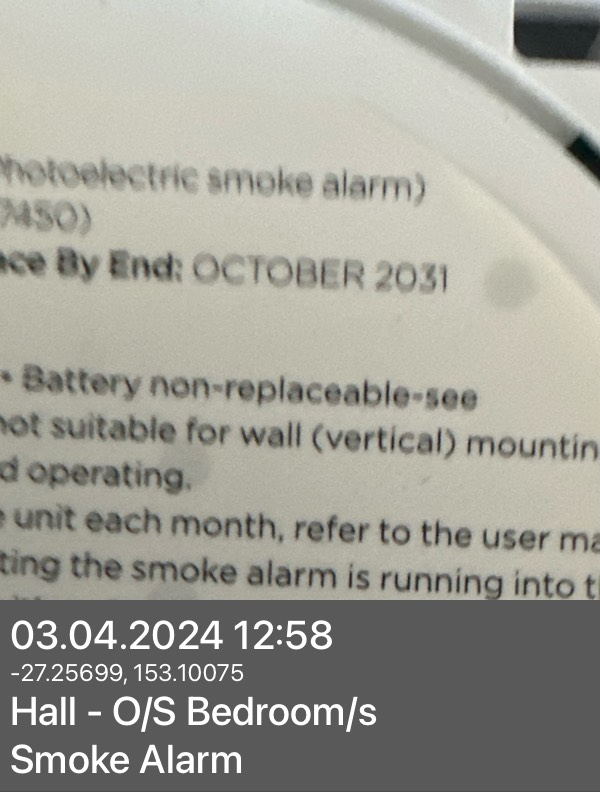 Photoelectric smoke alarm)
7450)
ace By End: OCTOBER 2031
• Battery non-replaceable-see
not suitable for wall (vertical) mountin
d operating.
e unit each month, refer to the user ma
ting the smoke alarm is running into t
03.04.2024 12:58
-27.25699, 153.10075
Hall - O/S Bedroom/s
Smoke Alarm